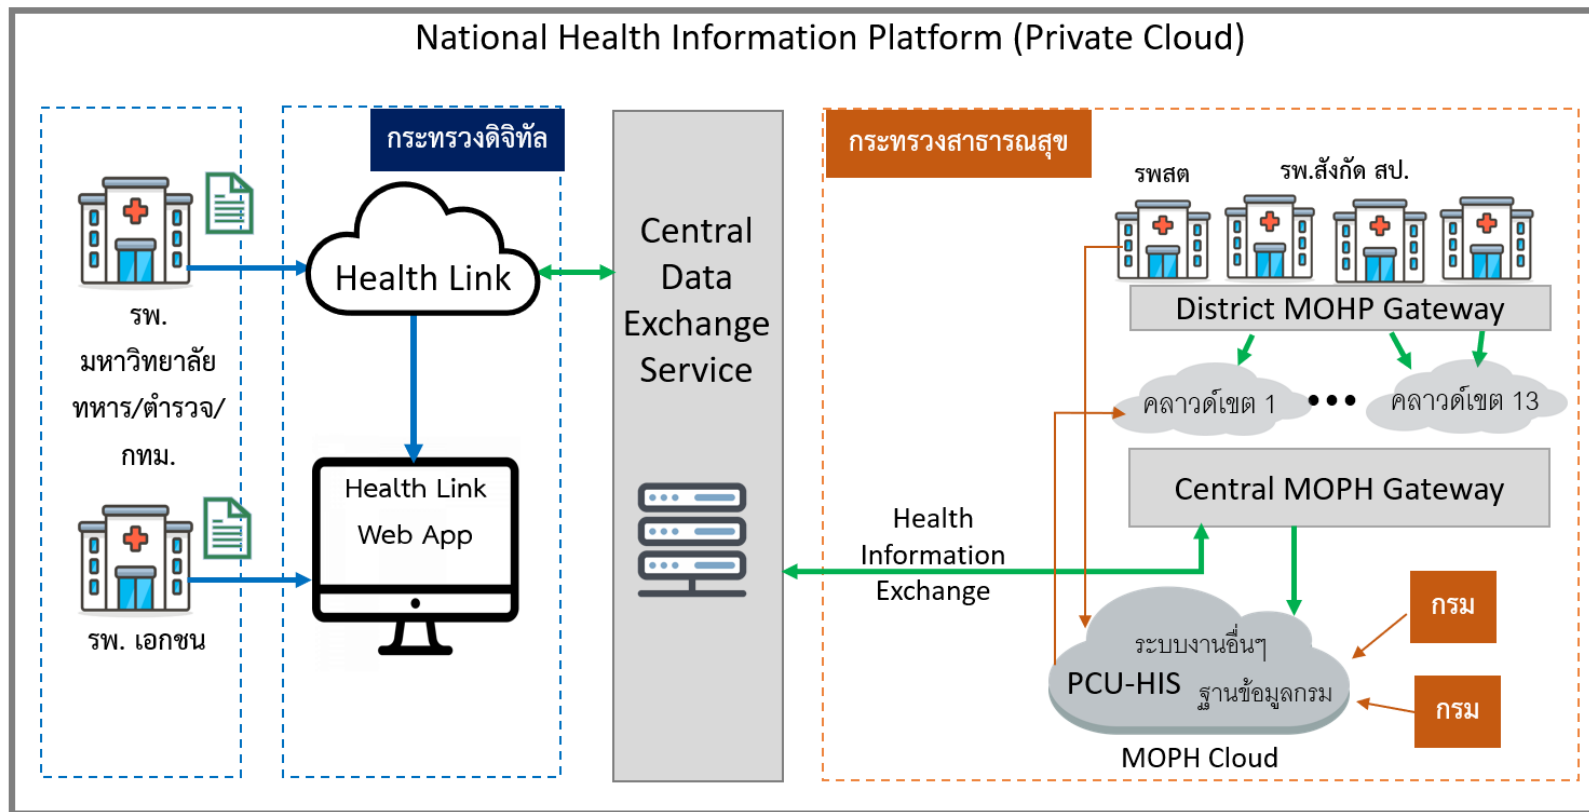 National Health Information Platform (Private Cloud)
กระทรวงดิจิทัล
Health Link
Health Link
Web App
รพ.
มหาวิทยาลัย
ทหาร/ตำรวจ/
กทม.
รพ. เอกชน
Central
Data
Exchange
Service
Health
Information
Exchange
กระทรวงสาธารณสุข
รพสต
รพ.สังกัด สป.
District MOHP Gateway
คลาวด์เขต 1
•••
คลาวด์เขต 13
Central MOPH Gateway
ระบบงานอื่นๆ
PCU-HIS
ฐานข้อมูลกรม
MOPH Cloud
กรม
กรม